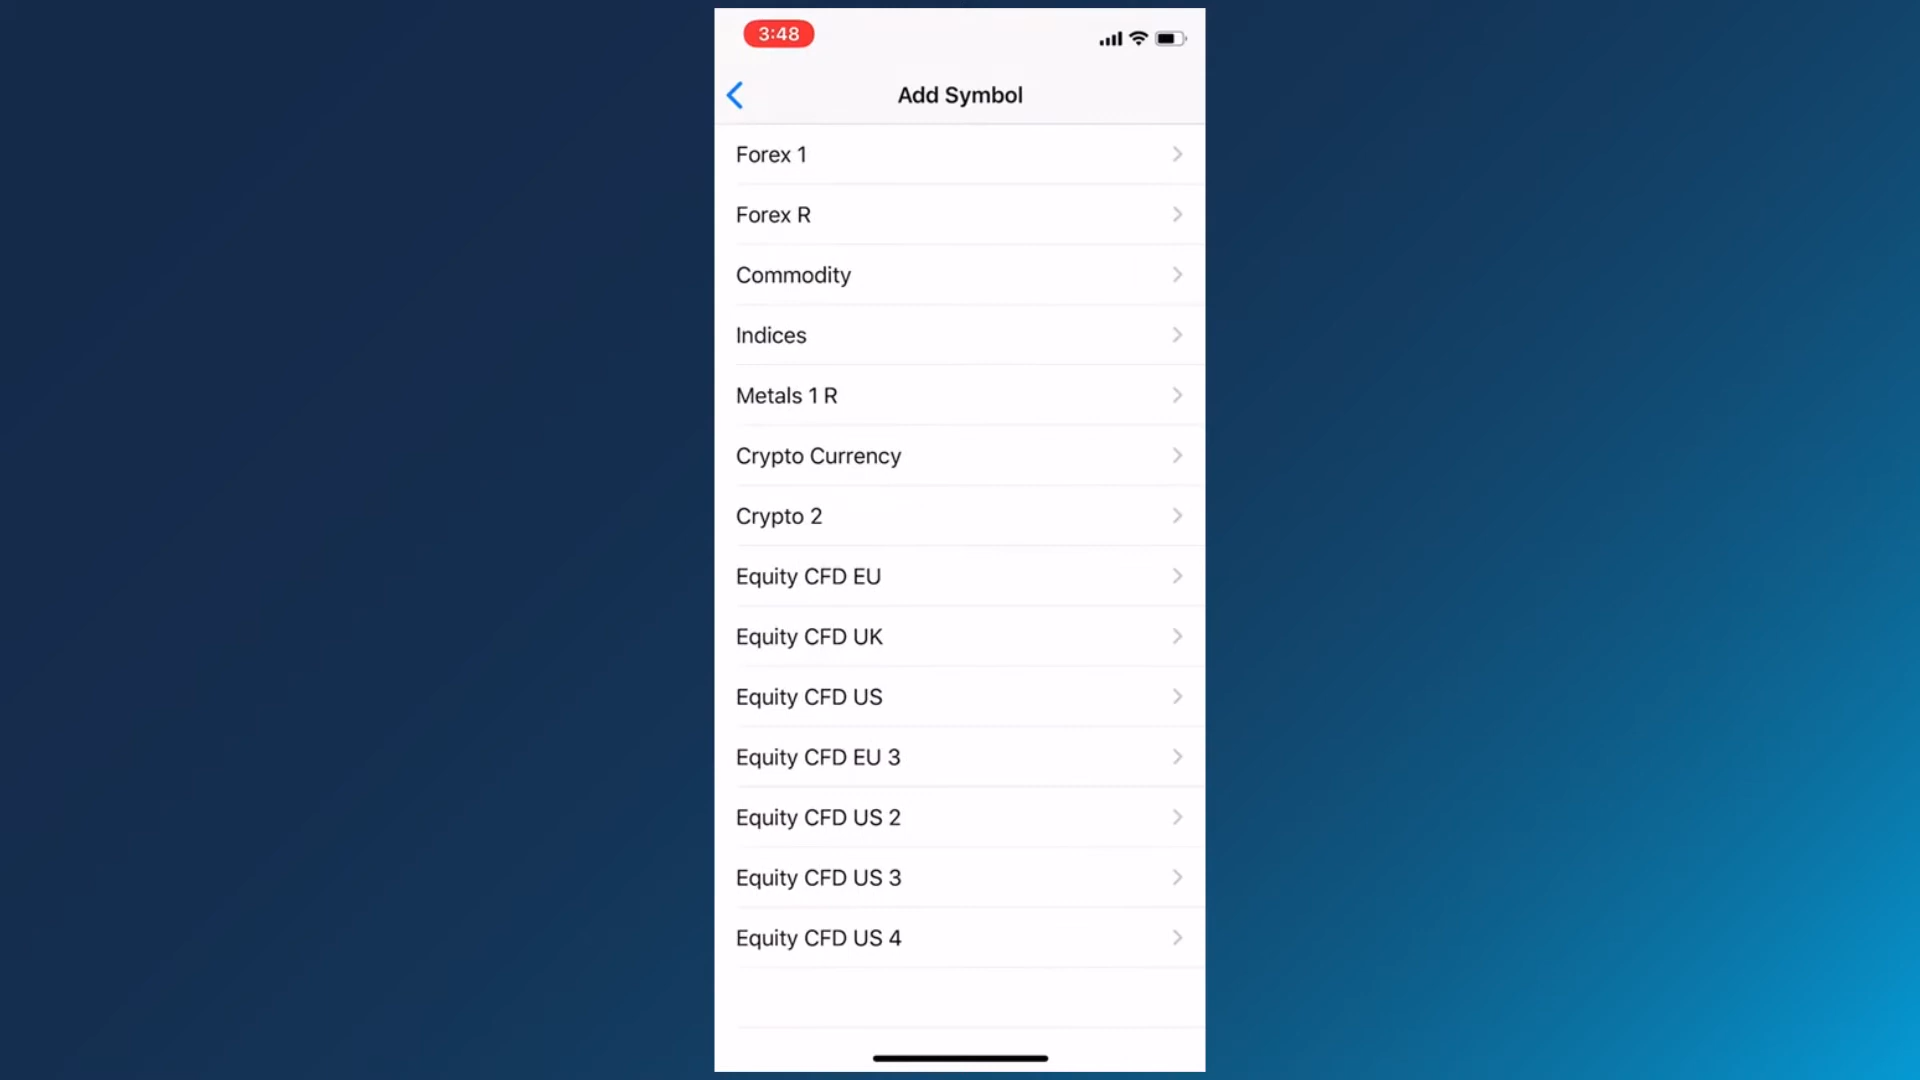 3:48
Add Symbol
Forex 1
Forex R
Commodity
Indices
Metals 1 R
Crypto Currency
Crypto 2
Equity CFD EU
Equity CFD UK
Equity CFD US
Equity CFD EU 3
Equity CFD US 2
Equity CFD US 3
Equity CFD US 4